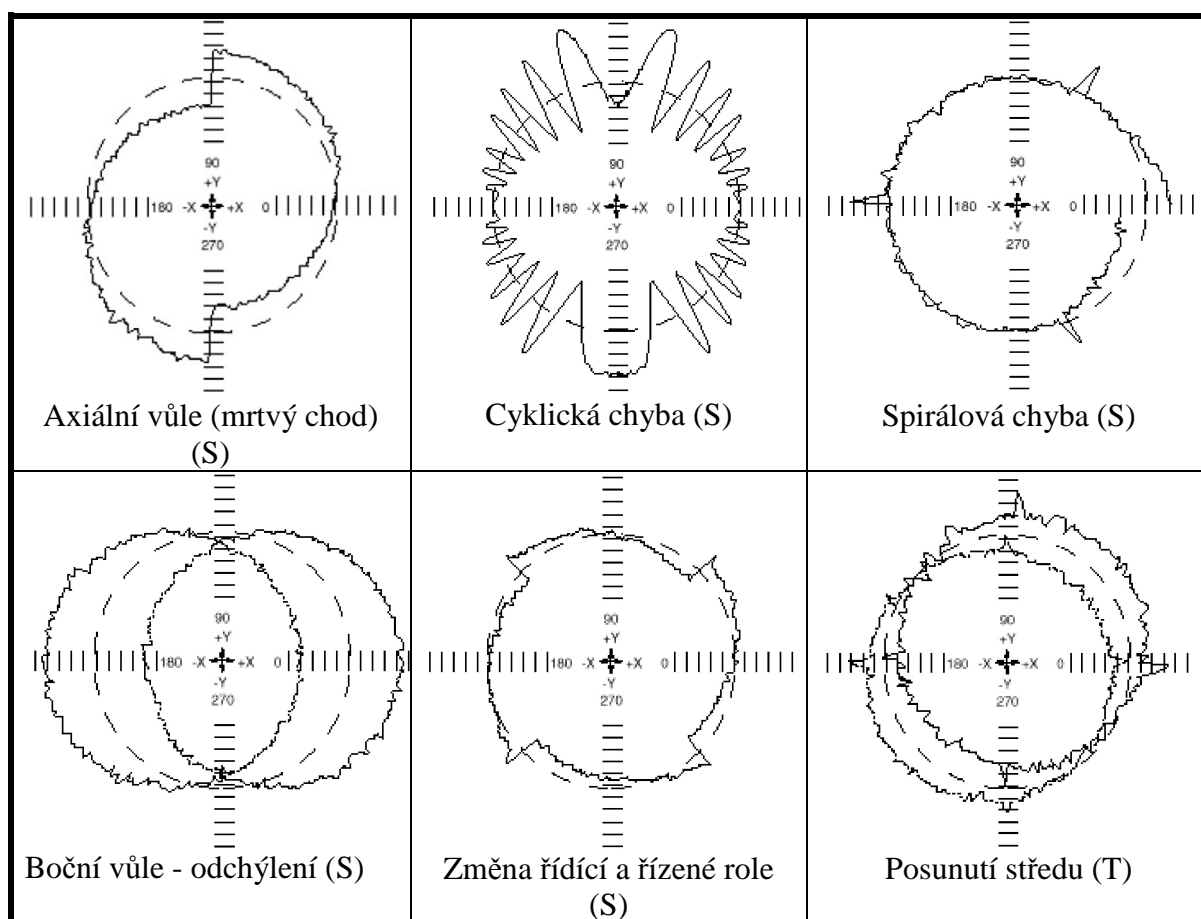 90
+Y
180 -X +X 0
-Y
270
Axiální vůle (mrtvý chod)
(S)
90
+Y
180 -X +X 0
-Y
270
Cyklická chyba (S)
90
+Y
180 -X +X 0
-Y
270
Spirálová chyba (S)
90
+Y
180 -X +X 0
-Y
270
Boční vůle - odchýlení (S)
90
+Y
180 -X +X 0
-Y
270
Změna řídící a řízené role
(S)
90
+Y
180 -X +X 0
-Y
270
Posunutí středu (T)